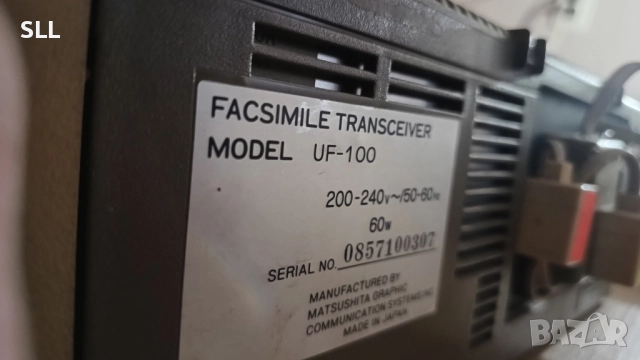 SLL
FACSIMILE TRANSCEIVER
MODEL UF-100
200-240V~/50-60Hz
60W
SERIAL NO. 0857100307
MANUFACTURED BY
MATSUSHITA GRAPHIC
COMMUNICATION SYSTEMS, INC
MADE IN JAPAN
BAZAR.bg